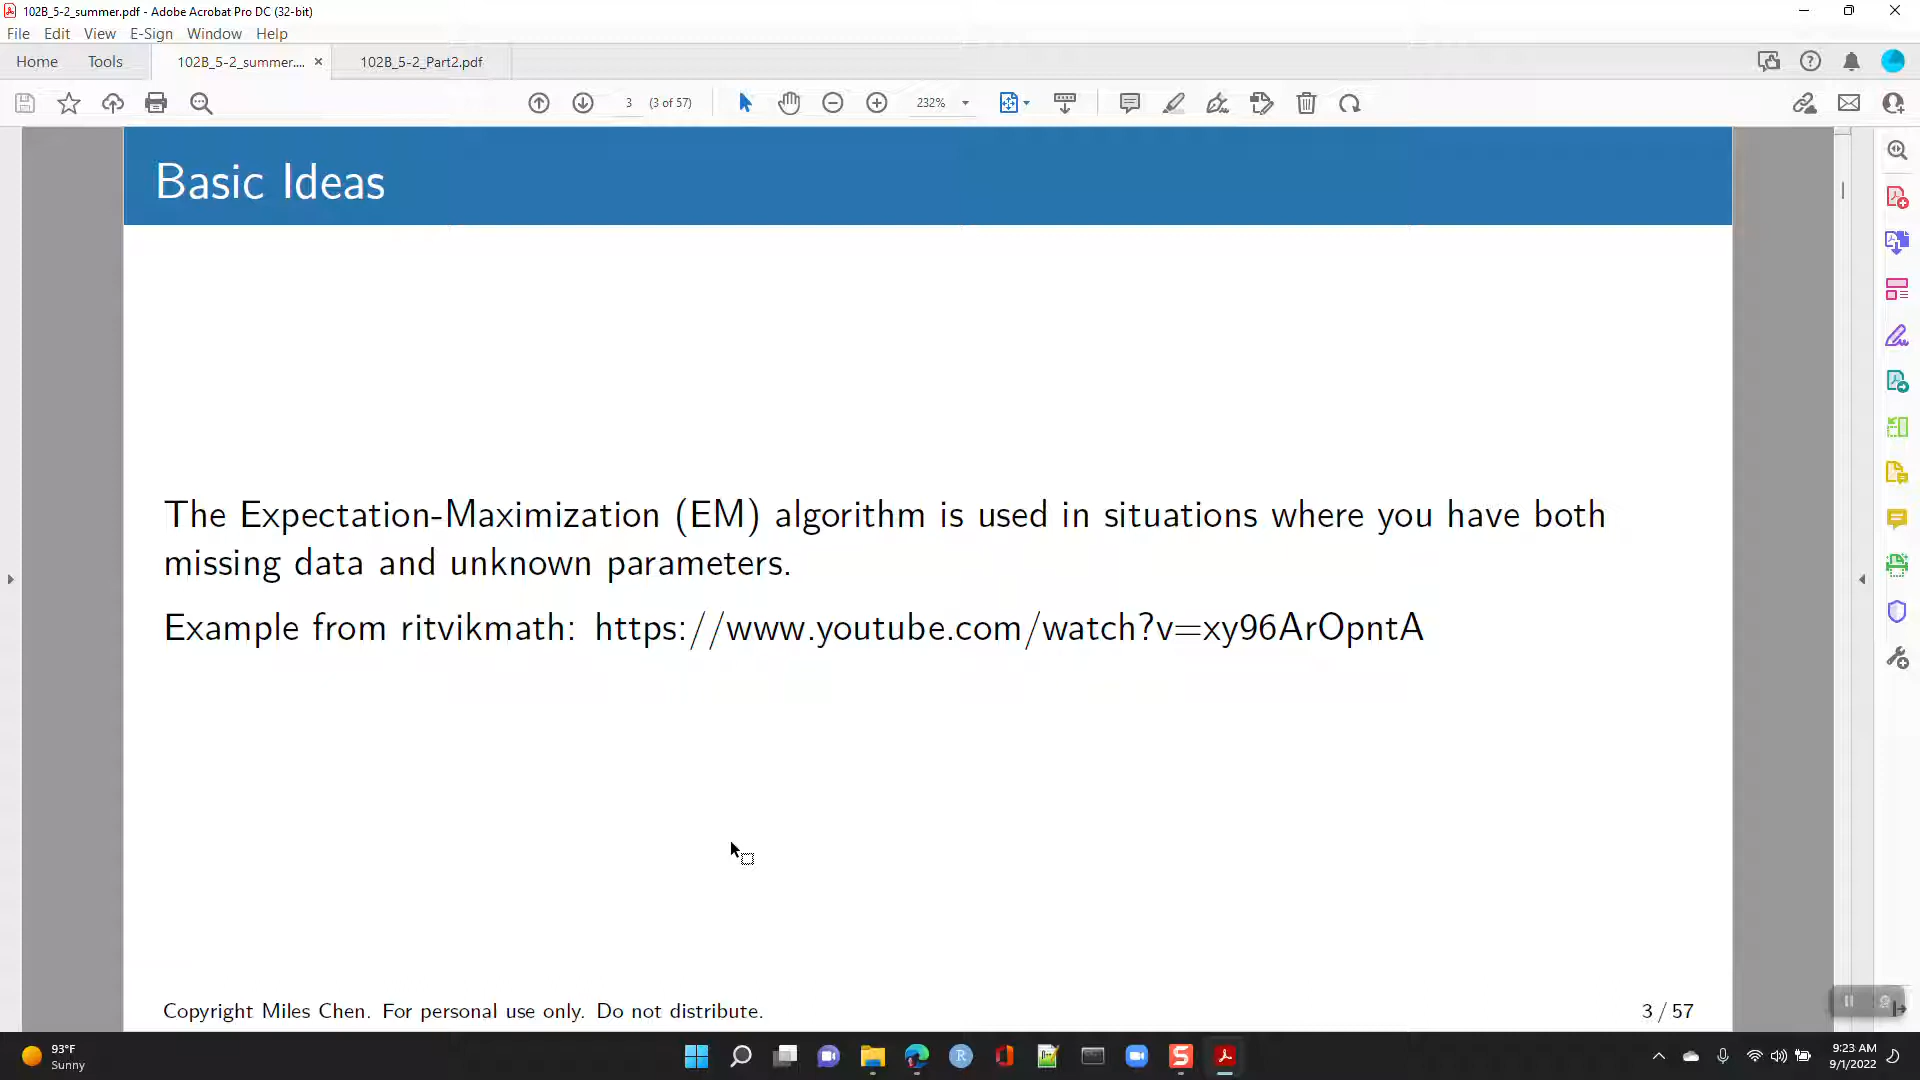 102B_5-2_summer.pdf - Adobe Acrobat Pro DC (32-bit)
File Edit View E-Sign Window Help
Home Tools 102B_5-2_summer.... × 102B_5-2_Part2.pdf
3 (3 of 57) 232%
Basic Ideas
The Expectation-Maximization (EM) algorithm is used in situations where you have both
missing data and unknown parameters.
Example from ritvikmath: https://www.youtube.com/watch?v=xy96ArOpntA
Copyright Miles Chen. For personal use only. Do not distribute. 3 / 57
93°F
Sunny
9:23 AM
9/1/2022